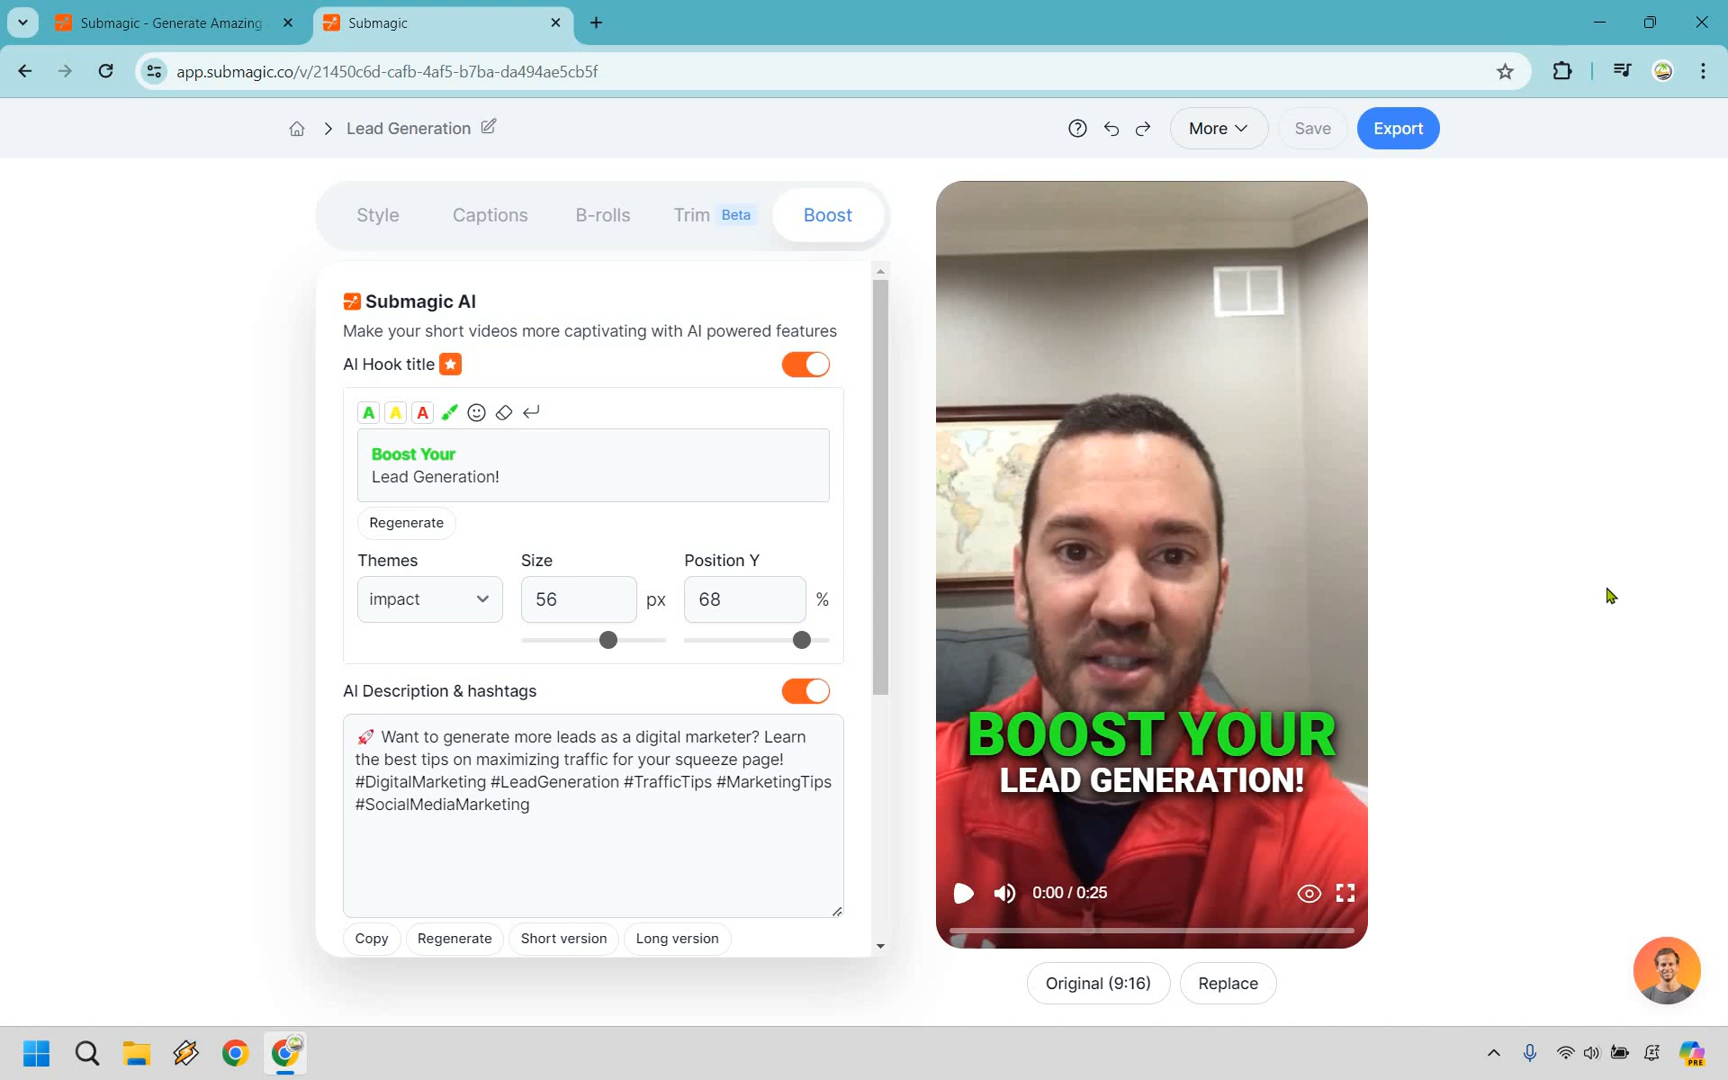 Submagic - Generate Amazing
Submagic
app.submagic.co/v/21450c6d-cafb-4af5-b7ba-da494ae5cb5f
Lead Generation
More
Save
Export
Style
Captions
B-rolls
Trim
Beta
Boost
Submagic AI
Make your short videos more captivating with AI powered features
AI Hook title
A A A
Boost Your
Lead Generation!
Regenerate
Themes
Size
Position Y
impact
56
px
68
%
AI Description & hashtags
🚀 Want to generate more leads as a digital marketer? Learn
the best tips on maximizing traffic for your squeeze page!
#DigitalMarketing #LeadGeneration #TrafficTips #MarketingTips
#SocialMediaMarketing
Copy
Regenerate
Short version
Long version
BOOST YOUR
LEAD GENERATION!
0:00 / 0:25
Original (9:16)
Replace
PRE